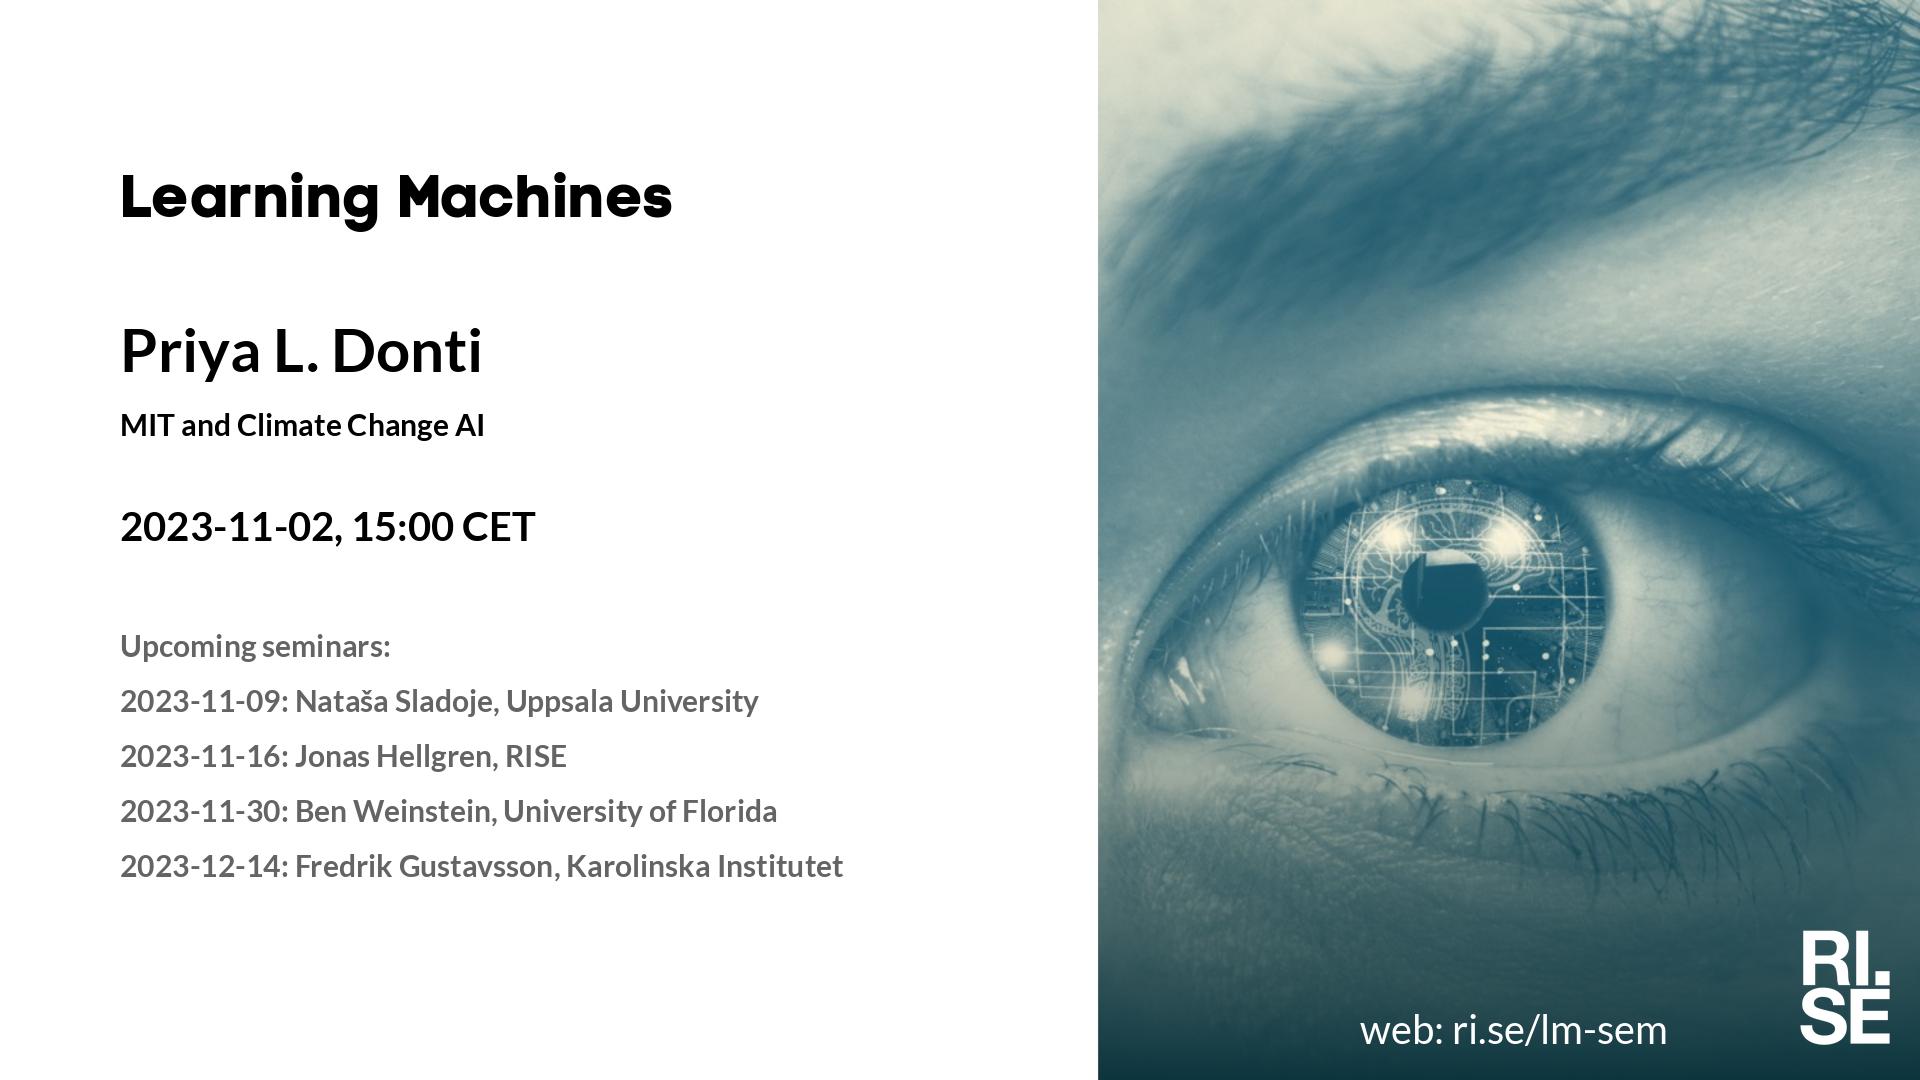 Learning Machines
Priya L. Donti
MIT and Climate Change AI
2023-11-02, 15:00 CET
Upcoming seminars:
2023-11-09: Nataša Sladoje, Uppsala University
2023-11-16: Jonas Hellgren, RISE
2023-11-30: Ben Weinstein, University of Florida
2023-12-14: Fredrik Gustavsson, Karolinska Institutet
web: ri.se/lm-sem
RI.
SE